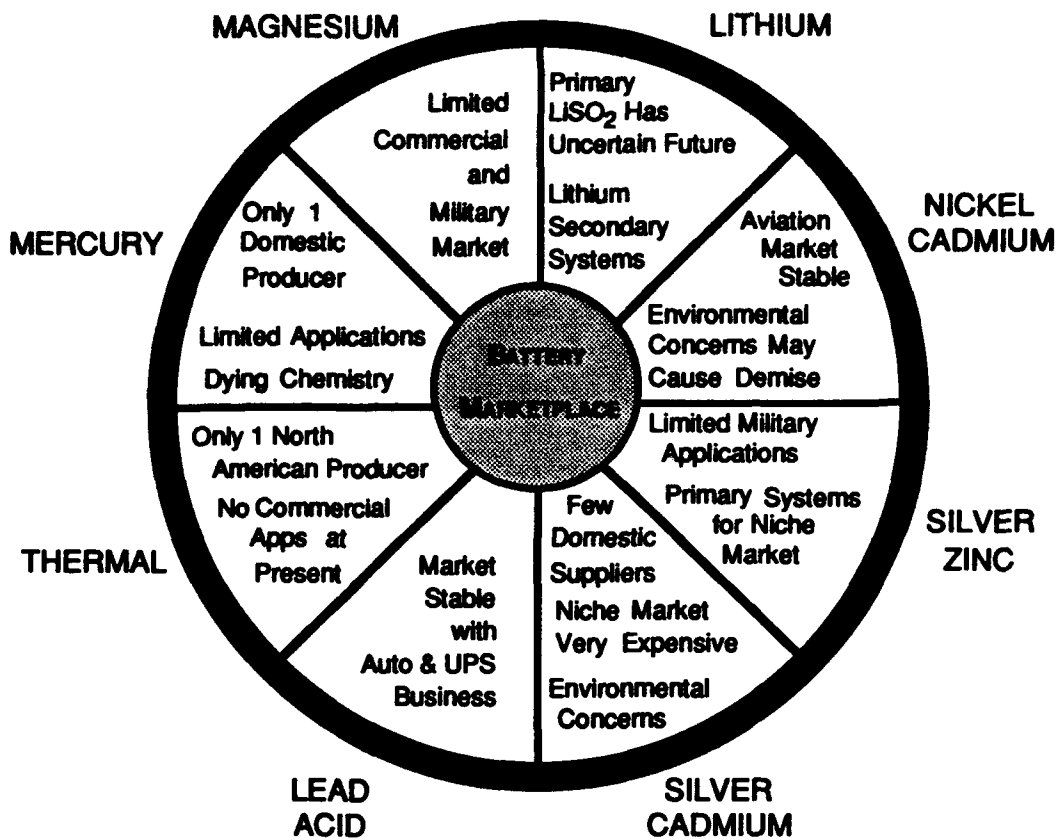 MAGNESIUM
LITHIUM
NICKEL
CADMIUM
SILVER
ZINC
SILVER
CADMIUM
LEAD
ACID
THERMAL
MERCURY
Limited
Commercial
and
Military
Market
Primary
LiSO₂ Has
Uncertain Future
Lithium
Secondary
Systems
Aviation
Market
Stable
Environmental
Concerns May
Cause Demise
Limited Military
Applications
Primary Systems
for Niche
Market
Few
Domestic
Suppliers
Niche Market
Very Expensive
Environmental
Concerns
Market
Stable
with
Auto & UPS
Business
Only 1 North
American Producer
No Commercial
Apps at
Present
Only 1
Domestic
Producer
Limited Applications
Dying Chemistry
BATTERY
MARKETPLACE